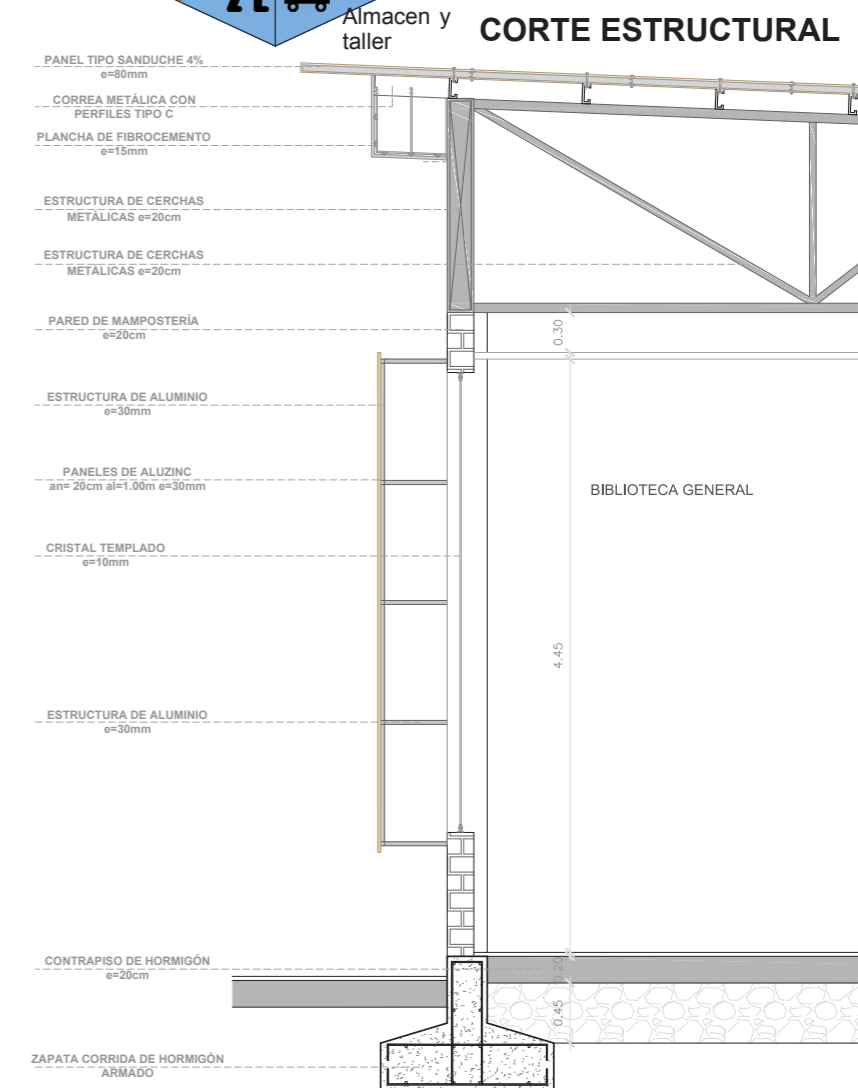 Almacen y
taller
CORTE ESTRUCTURAL
PANEL TIPO SANDUCHE 4%
e=80mm
CORREA METÁLICA CON
PERFILES TIPO C
PLANCHA DE FIBROCEMENTO
e=15mm
ESTRUCTURA DE CERCHAS
METÁLICAS e=20cm
ESTRUCTURA DE CERCHAS
METÁLICAS e=20cm
PARED DE MAMPOSTERÍA
e=20cm
0.30
ESTRUCTURA DE ALUMINIO
e=30mm
PANELES DE ALUZINC
an= 20cm al=1.00m e=30mm
BIBLIOTECA GENERAL
CRISTAL TEMPLADO
e=10mm
4.45
ESTRUCTURA DE ALUMINIO
e=30mm
CONTRAPISO DE HORMIGÓN
e=20cm
0.20
0.45
ZAPATA CORRIDA DE HORMIGÓN
ARMADO